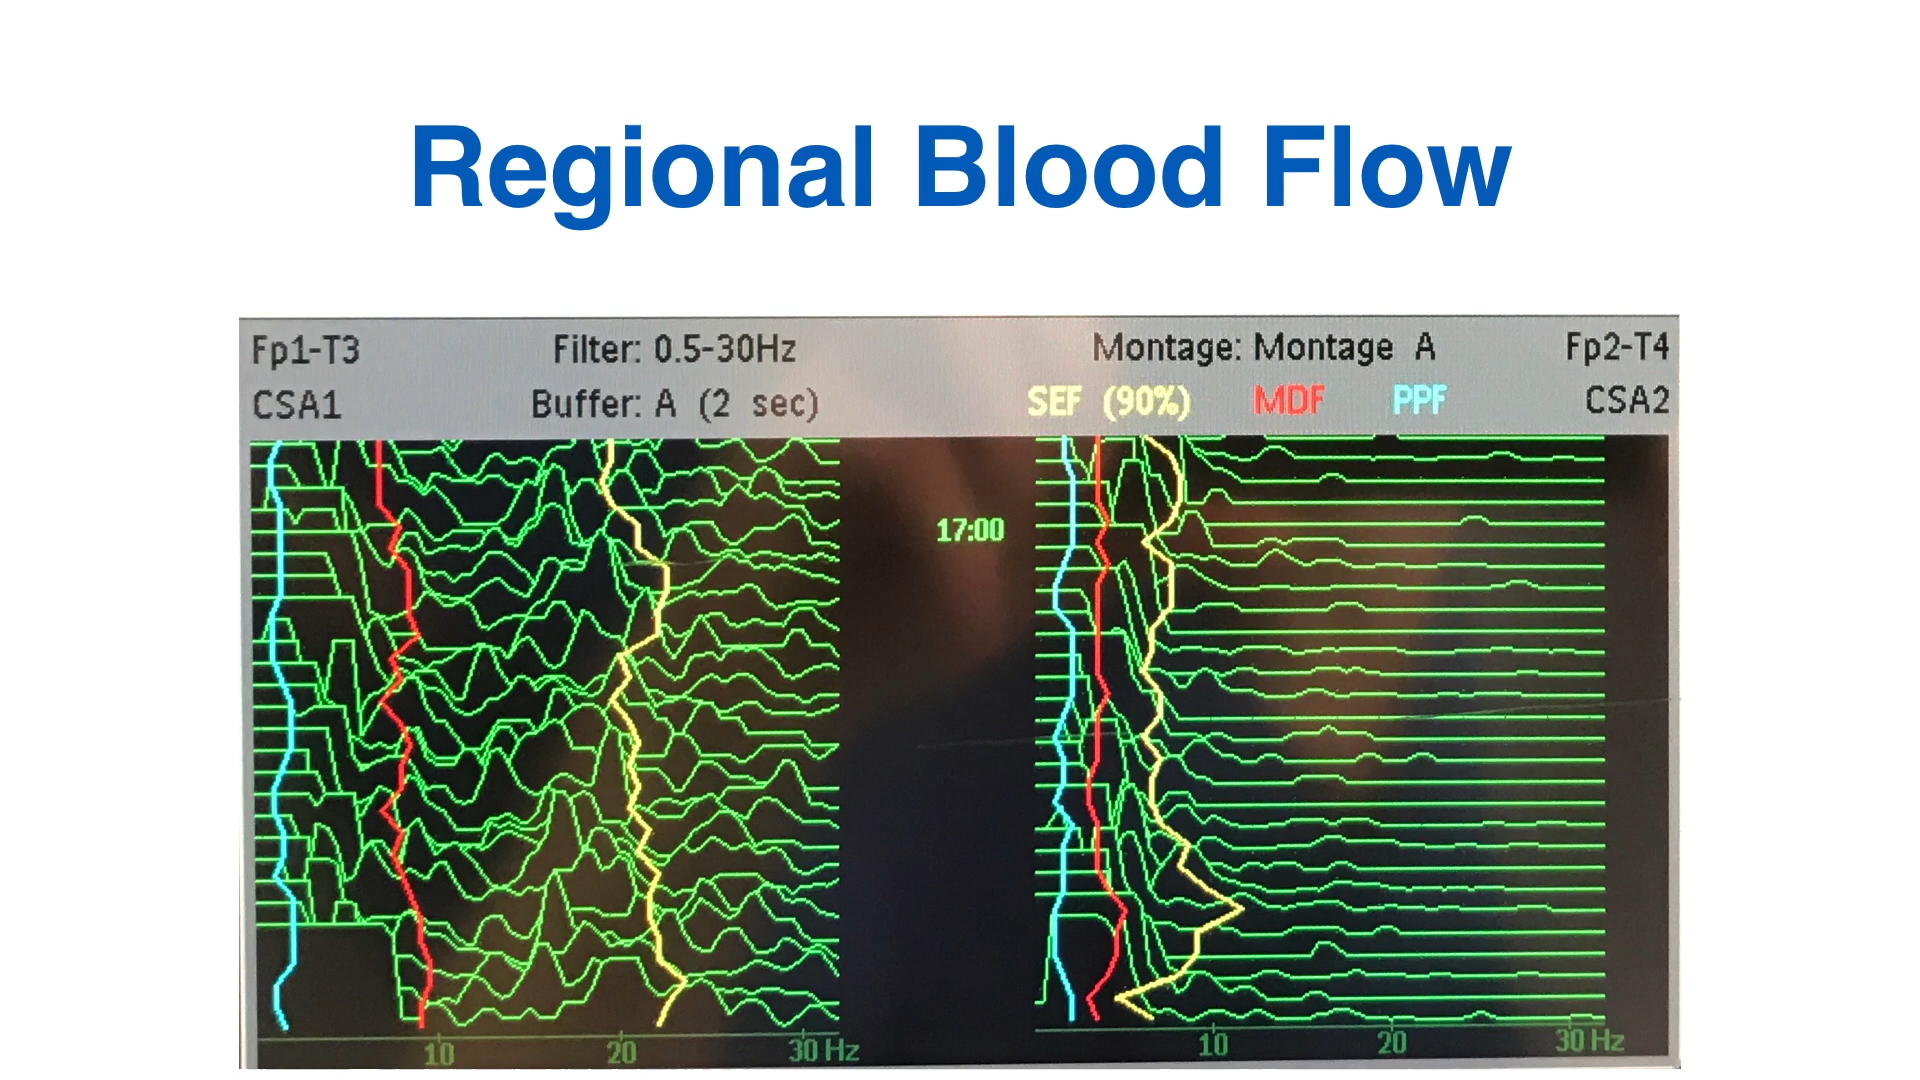 Regional Blood Flow
Fp1-T3 Filter: 0.5-30Hz Montage: Montage A Fp2-T4
CSA1 Buffer: A (2 sec) SEF (90%) MDF PPF CSA2
17:00
10 20 30 Hz 10 20 30 Hz